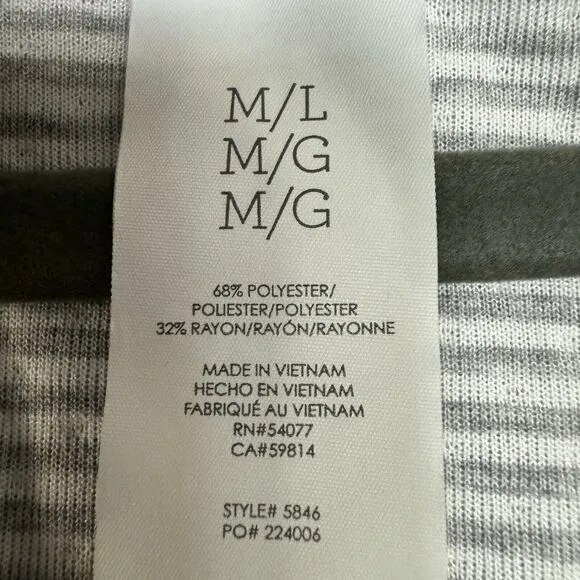 M/L
M/G
M/G
68% POLYESTER/
POLIESTER/POLYESTER
32% RAYON/RAYÓN/RAYONNE
MADE IN VIETNAM
HECHO EN VIETNAM
FABRIQUÉ AU VIETNAM
RN#54077
CA#59814
STYLE# 5846
PO# 224006